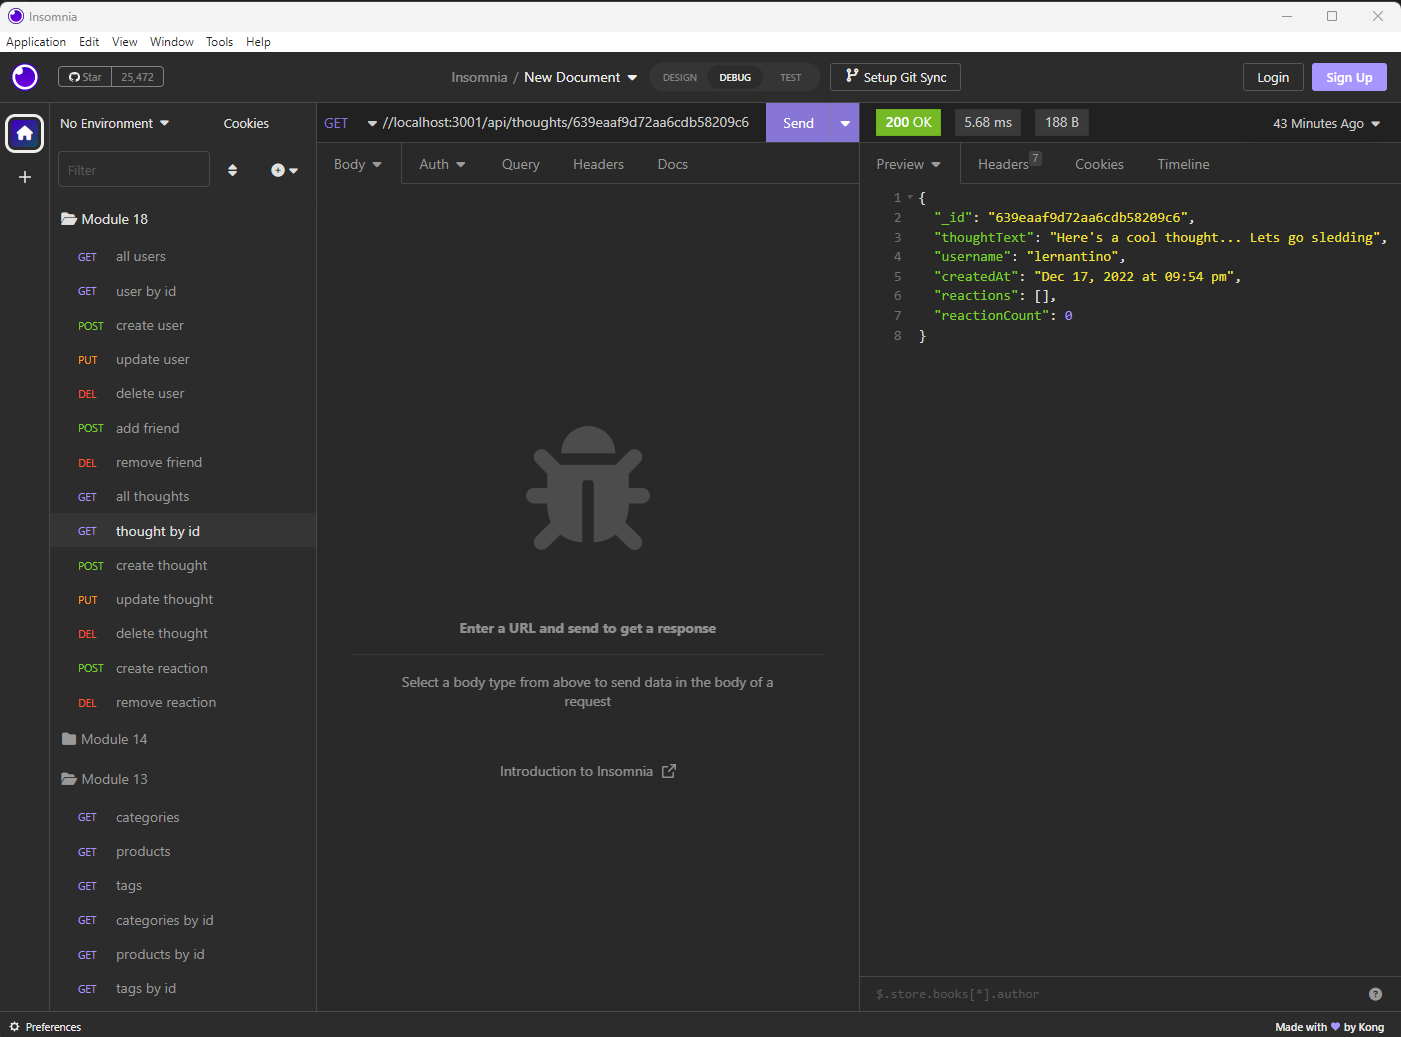 Insomnia
Application Edit View Window Tools Help
Star 25,472
Insomnia / New Document
DESIGN DEBUG TEST
Setup Git Sync
Login Sign Up
No Environment Cookies
Filter
Module 18
GET all users
GET user by id
POST create user
PUT update user
DEL delete user
POST add friend
DEL remove friend
GET all thoughts
GET thought by id
POST create thought
PUT update thought
DEL delete thought
POST create reaction
DEL remove reaction
Module 14
Module 13
GET categories
GET products
GET tags
GET categories by id
GET products by id
GET tags by id
GET //localhost:3001/api/thoughts/639eaaf9d72aa6cdb58209c6 Send
Body Auth Query Headers Docs
Enter a URL and send to get a response
Select a body type from above to send data in the body of a
request
Introduction to Insomnia
200 OK 5.68 ms 188 B 43 Minutes Ago
Preview Headers 7 Cookies Timeline
1 {
2 "_id": "639eaaf9d72aa6cdb58209c6",
3 "thoughtText": "Here's a cool thought... Lets go sledding",
4 "username": "lernantino",
5 "createdAt": "Dec 17, 2022 at 09:54 pm",
6 "reactions": [],
7 "reactionCount": 0
8 }
$.store.books[*].author ?
Preferences
Made with 💜 by Kong